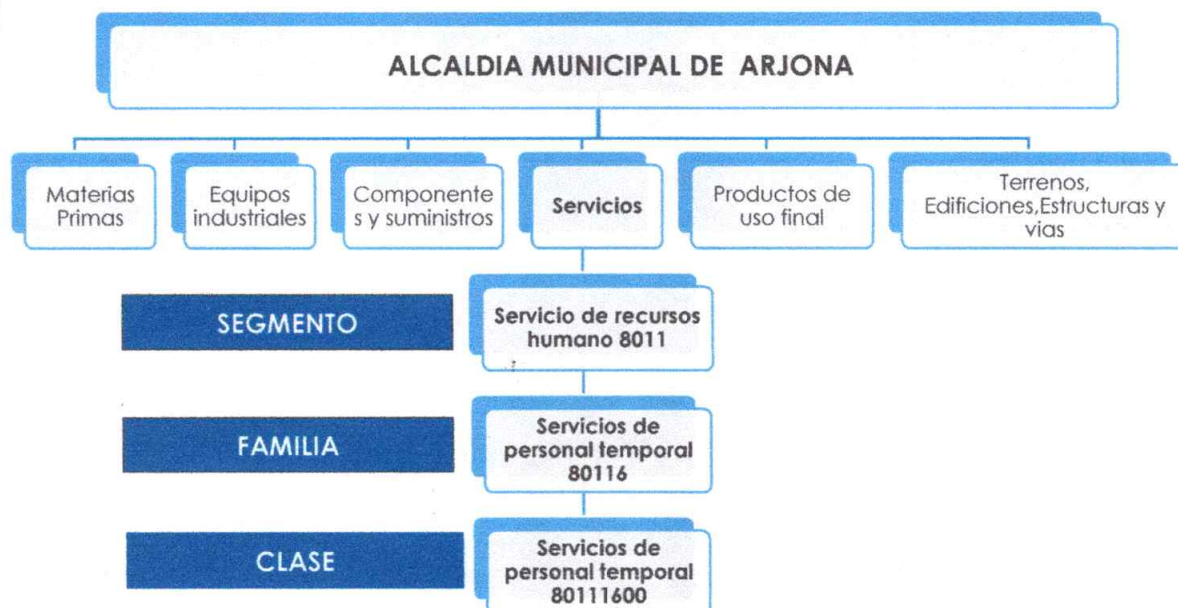 ALCALDIA MUNICIPAL DE ARJONA
Materias
Primas
Equipos
industriales
Componente
s y suministros
Servicios
Productos de
uso final
Terrenos,
Edificiones,Estructuras y
vias
SEGMENTO
Servicio de recursos
humano 8011
FAMILIA
Servicios de
personal temporal
80116
CLASE
Servicios de
personal temporal
80111600